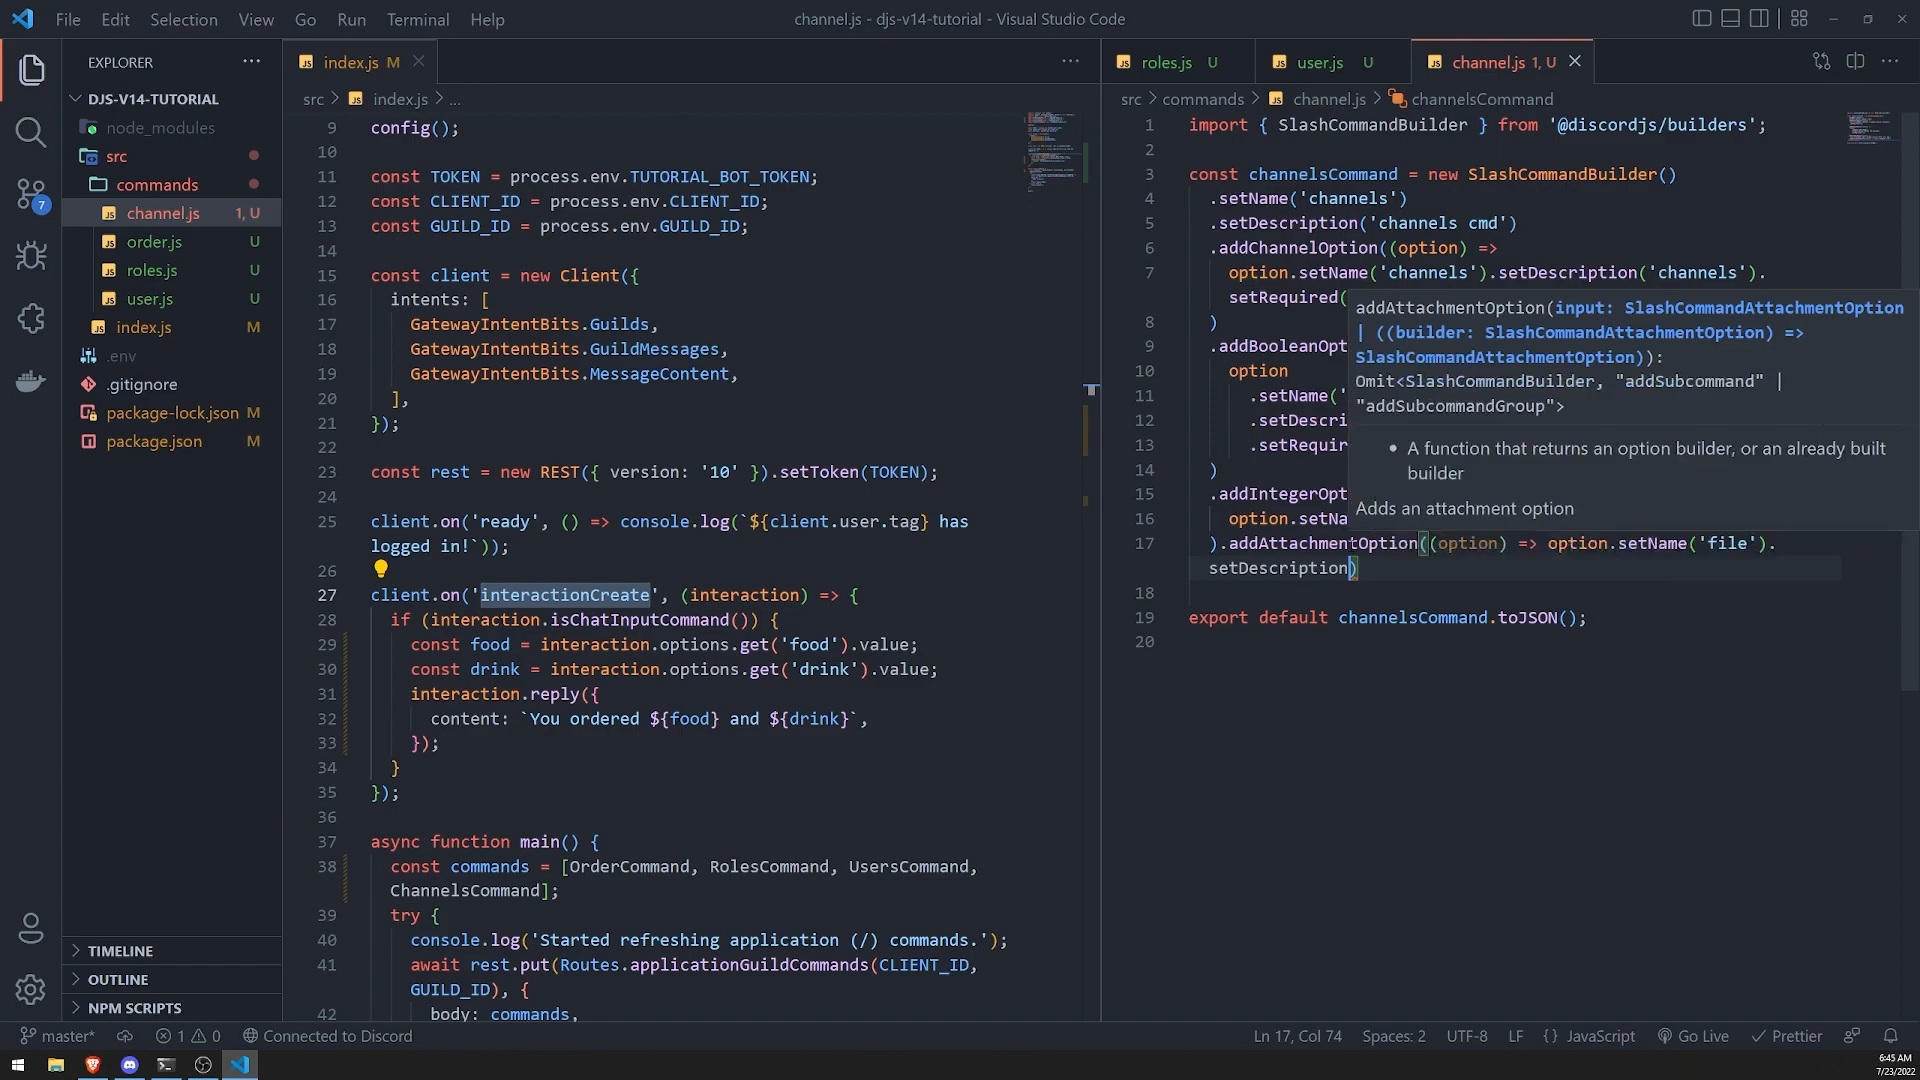 File Edit Selection View Go Run Terminal Help
channel.js - djs-v14-tutorial - Visual Studio Code
EXPLORER
DJS-V14-TUTORIAL
node_modules
src
commands
channel.js 1, U
order.js U
roles.js U
user.js U
index.js M
.env
.gitignore
package-lock.json M
package.json M
TIMELINE
OUTLINE
NPM SCRIPTS
7
index.js M
src > index.js > ...
9 config();
10
11 const TOKEN = process.env.TUTORIAL_BOT_TOKEN;
12 const CLIENT_ID = process.env.CLIENT_ID;
13 const GUILD_ID = process.env.GUILD_ID;
14
15 const client = new Client({
16 intents: [
17 GatewayIntentBits.Guilds,
18 GatewayIntentBits.GuildMessages,
19 GatewayIntentBits.MessageContent,
20 ],
21 });
22
23 const rest = new REST({ version: '10' }).setToken(TOKEN);
24
25 client.on('ready', () => console.log(`${client.user.tag} has
logged in!`));
26
27 client.on('interactionCreate', (interaction) => {
28 if (interaction.isChatInputCommand()) {
29 const food = interaction.options.get('food').value;
30 const drink = interaction.options.get('drink').value;
31 interaction.reply({
32 content: `You ordered ${food} and ${drink}`,
33 });
34 }
35 });
36
37 async function main() {
38 const commands = [OrderCommand, RolesCommand, UsersCommand,
ChannelsCommand];
39 try {
40 console.log('Started refreshing application (/) commands.');
41 await rest.put(Routes.applicationGuildCommands(CLIENT_ID,
GUILD_ID), {
42 body: commands,
roles.js U user.js U channel.js 1, U
src > commands > channel.js > channelsCommand
1 import { SlashCommandBuilder } from '@discordjs/builders';
2
3 const channelsCommand = new SlashCommandBuilder()
4 .setName('channels')
5 .setDescription('channels cmd')
6 .addChannelOption((option) =>
7 option.setName('channels').setDescription('channels').
setRequired(
8 )
9 .addBooleanOpt
10 option
11 .setName('
12 .setDescri
13 .setRequir
14 )
15 .addIntegerOpt
16 option.setNa
17 ).addAttachmentOption((option) => option.setName('file').
setDescription)
18
19 export default channelsCommand.toJSON();
20
addAttachmentOption(input: SlashCommandAttachmentOption
| ((builder: SlashCommandAttachmentOption) =>
SlashCommandAttachmentOption)):
Omit<SlashCommandBuilder, "addSubcommand" |
"addSubcommandGroup">
• A function that returns an option builder, or an already built
builder
Adds an attachment option
master* 1 0 Connected to Discord
Ln 17, Col 74 Spaces: 2 UTF-8 LF {} JavaScript Go Live Prettier
6:45 AM
7/23/2022